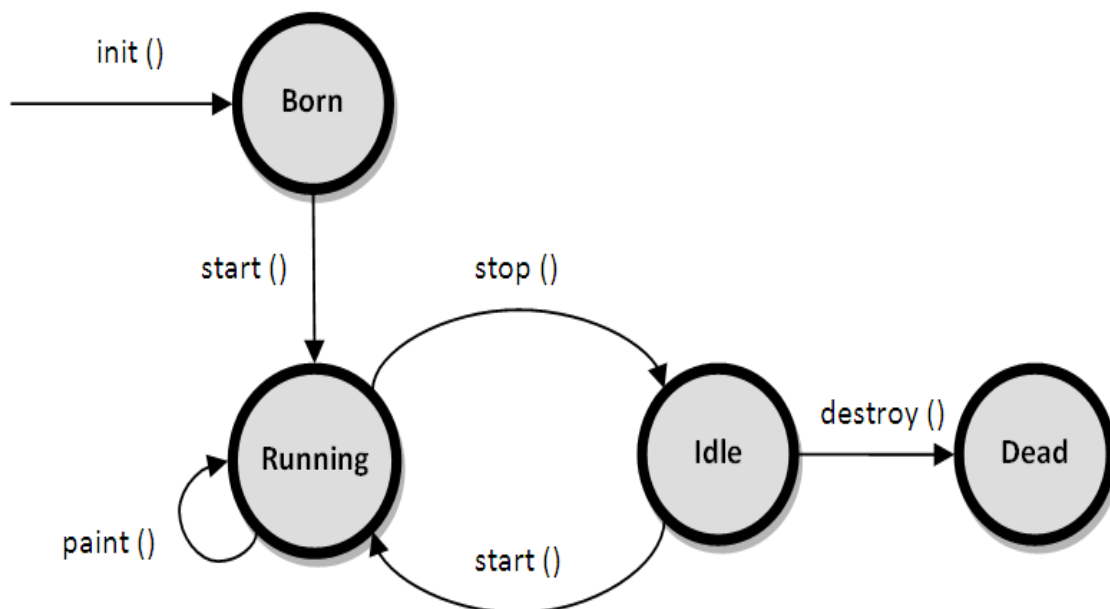 init ()
Born
start ()
stop ()
Running
Idle
destroy ()
Dead
paint ()
start ()